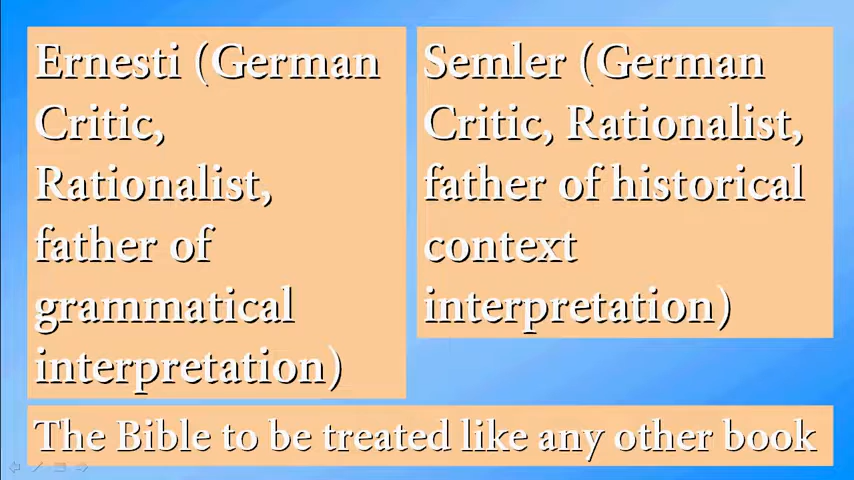 Ernesti (German
Critic,
Rationalist,
father of
grammatical
interpretation)
Semler (German
Critic, Rationalist,
father of historical
context
interpretation)
The Bible to be treated like any other book